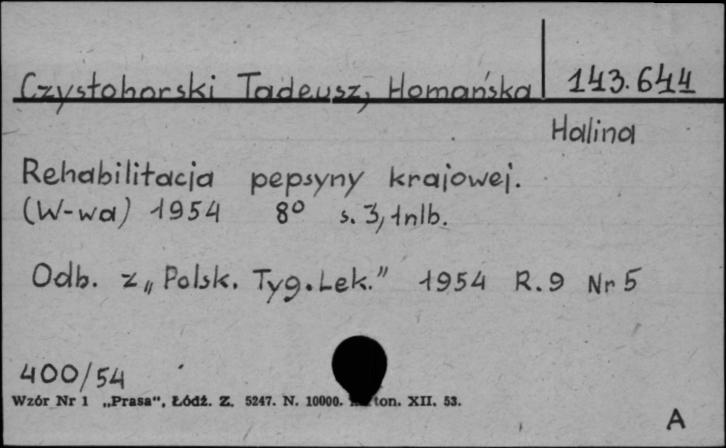 Czystohorski Tadeusz, Homańska 143.644
Halina
Rehabilitacja pepsyny krajowej.
(W-wa) 1954 8° s. 3, 1nlb.
Odb. z „Polsk. Tyg. Lek.” 1954 R. 9 Nr 5
400/54
Wzór Nr 1 „Prasa“, Łódź. Z. 5247. N. 10000. ton. XII. 53.
A